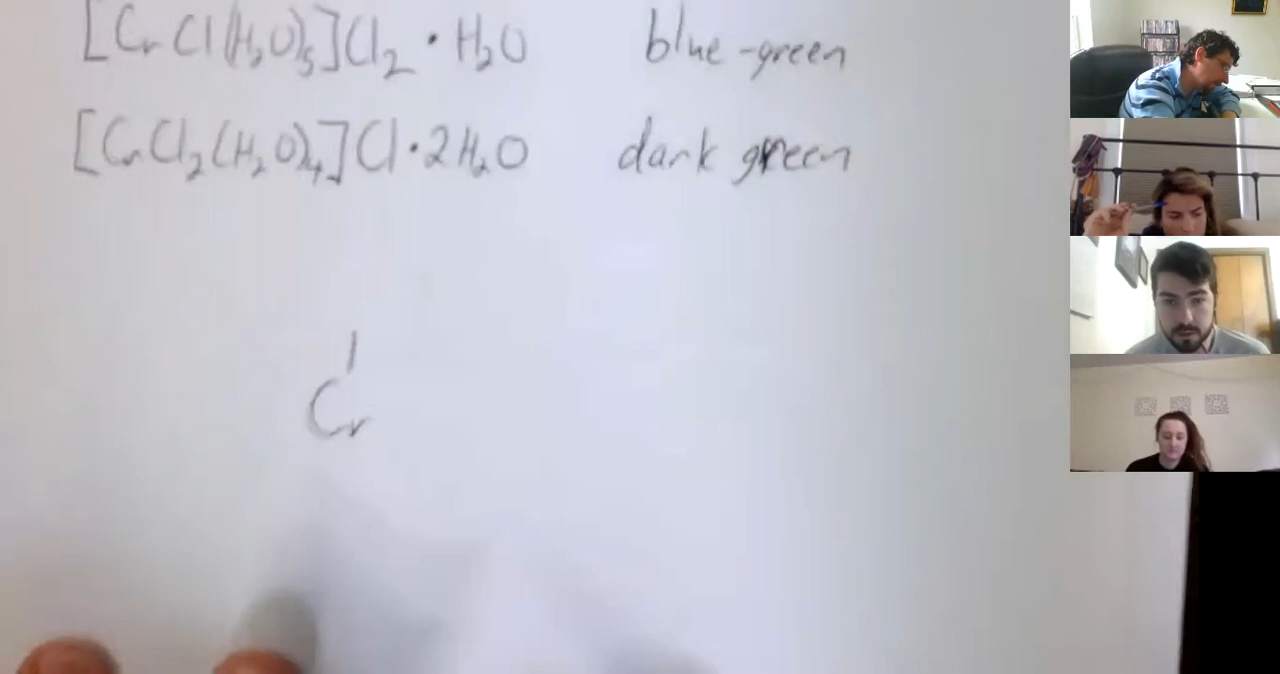 [CrCl(H₂O)₅]Cl₂ · H₂O blue-green
[CrCl₂(H₂O)₄]Cl · 2H₂O dark green
Cr